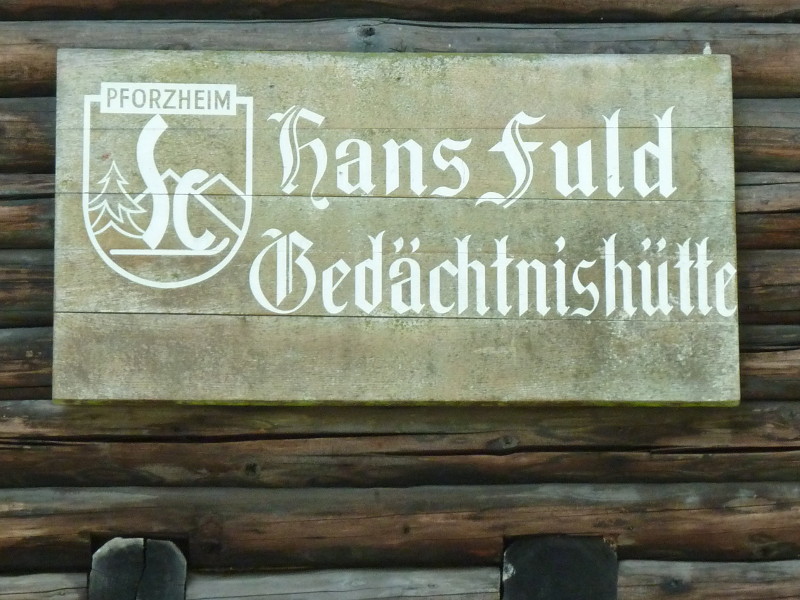 PFORZHEIM
SC
Hans Fuld
Gedächtnishütte